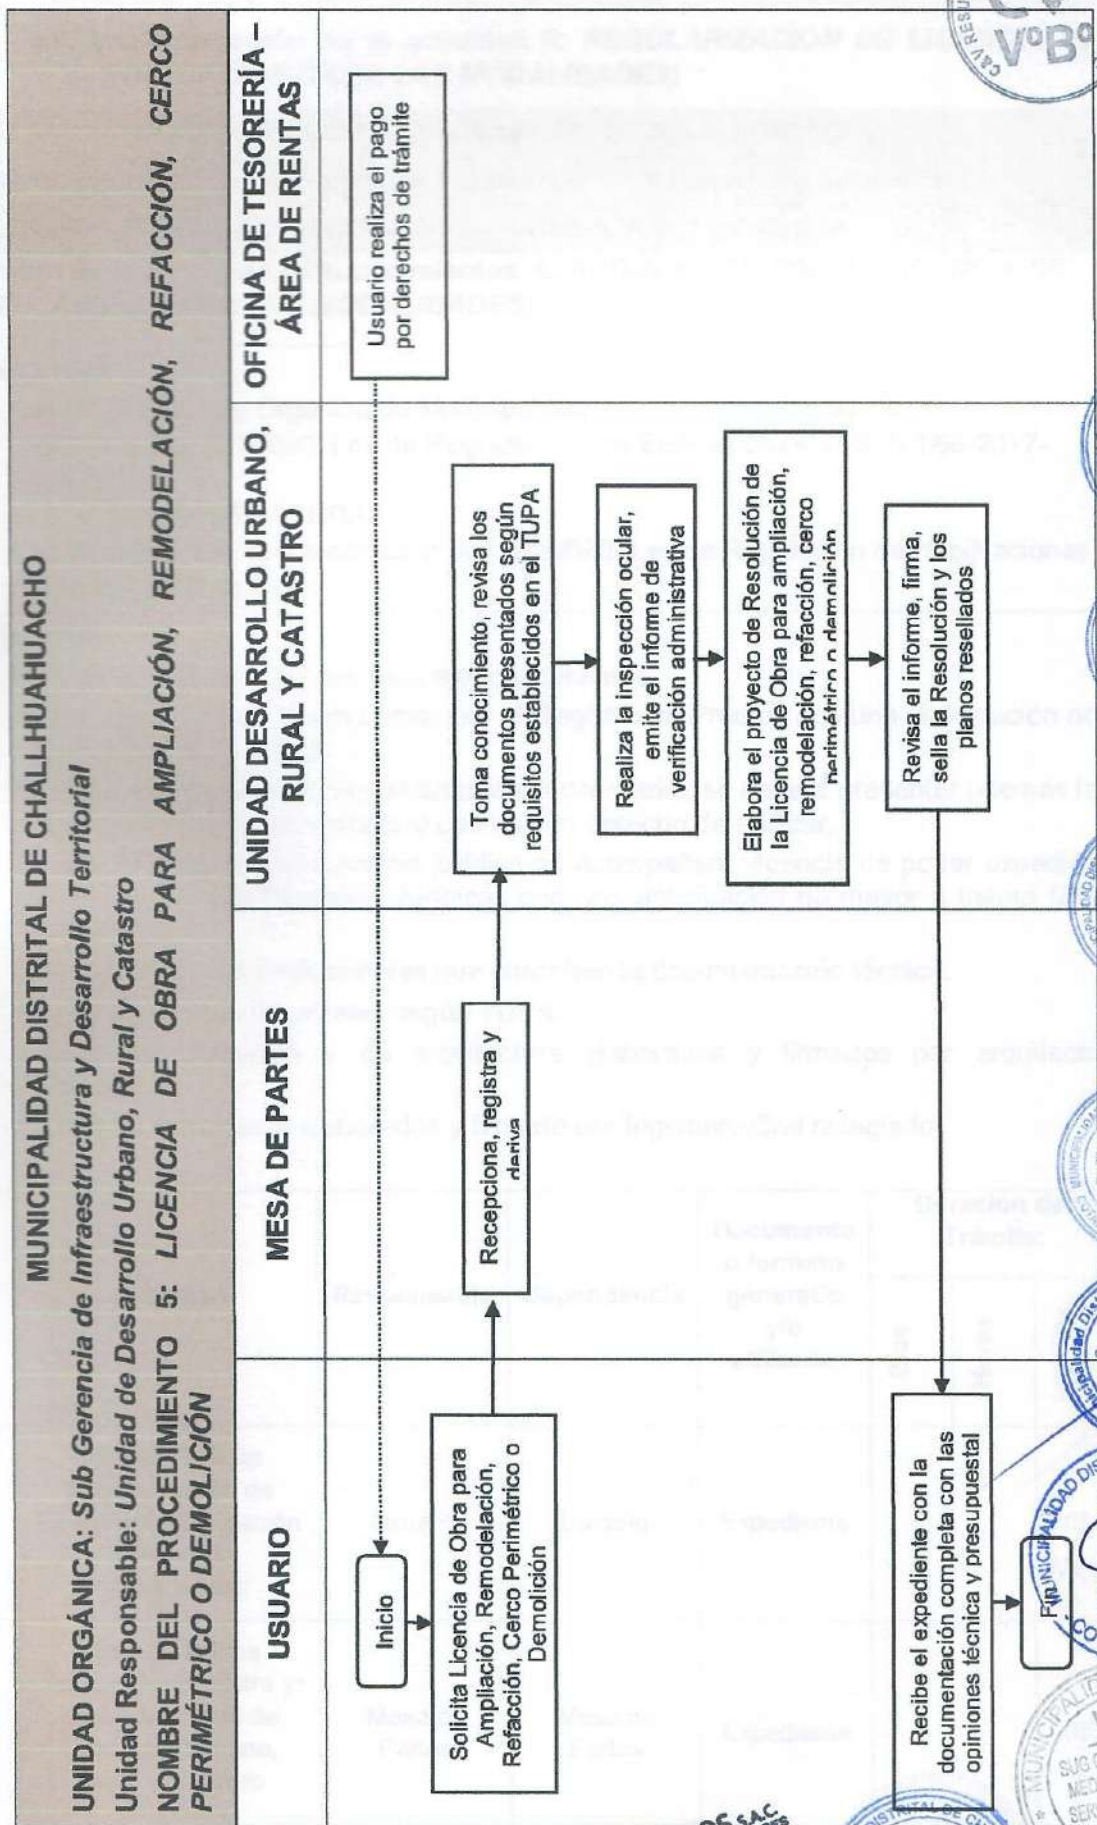 MUNICIPALIDAD DISTRITAL DE CHALLHUAHUACHO
UNIDAD ORGÁNICA: Sub Gerencia de Infraestructura y Desarrollo Territorial
Unidad Responsable: Unidad de Desarrollo Urbano, Rural y Catastro
NOMBRE DEL PROCEDIMIENTO 5: LICENCIA DE OBRA PARA AMPLIACIÓN, REMODELACIÓN, REFACCIÓN, CERCO
PERIMÉTRICO O DEMOLICIÓN
USUARIO
MESA DE PARTES
UNIDAD DESARROLLO URBANO,
RURAL Y CATASTRO
OFICINA DE TESORERÍA –
ÁREA DE RENTAS
Inicio
Usuario realiza el pago
por derechos de trámite
Solicita Licencia de Obra para
Ampliación, Remodelación,
Refacción, Cerco Perimétrico o
Demolición
Recepciona, registra y
deriva
Toma conocimiento, revisa los
documentos presentados según
requisitos establecidos en el TUPA
Realiza la inspección ocular,
emite el informe de
verificación administrativa
Elabora el proyecto de Resolución de
la Licencia de Obra para ampliación,
remodelación, refacción, cerco
perimétrico o demolición
Revisa el informe, firma,
sella la Resolución y los
planos resellados
Recibe el expediente con la
documentación completa con las
opiniones técnica y presupuestal
Fin
VºBº